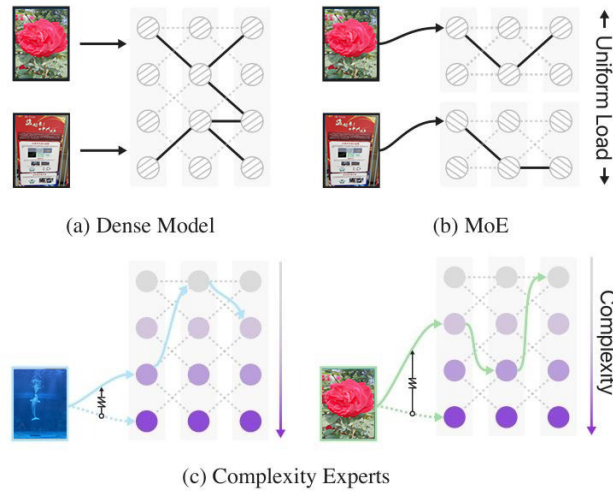 Uniform Load
(a) Dense Model
(b) MoE
Complexity
(c) Complexity Experts